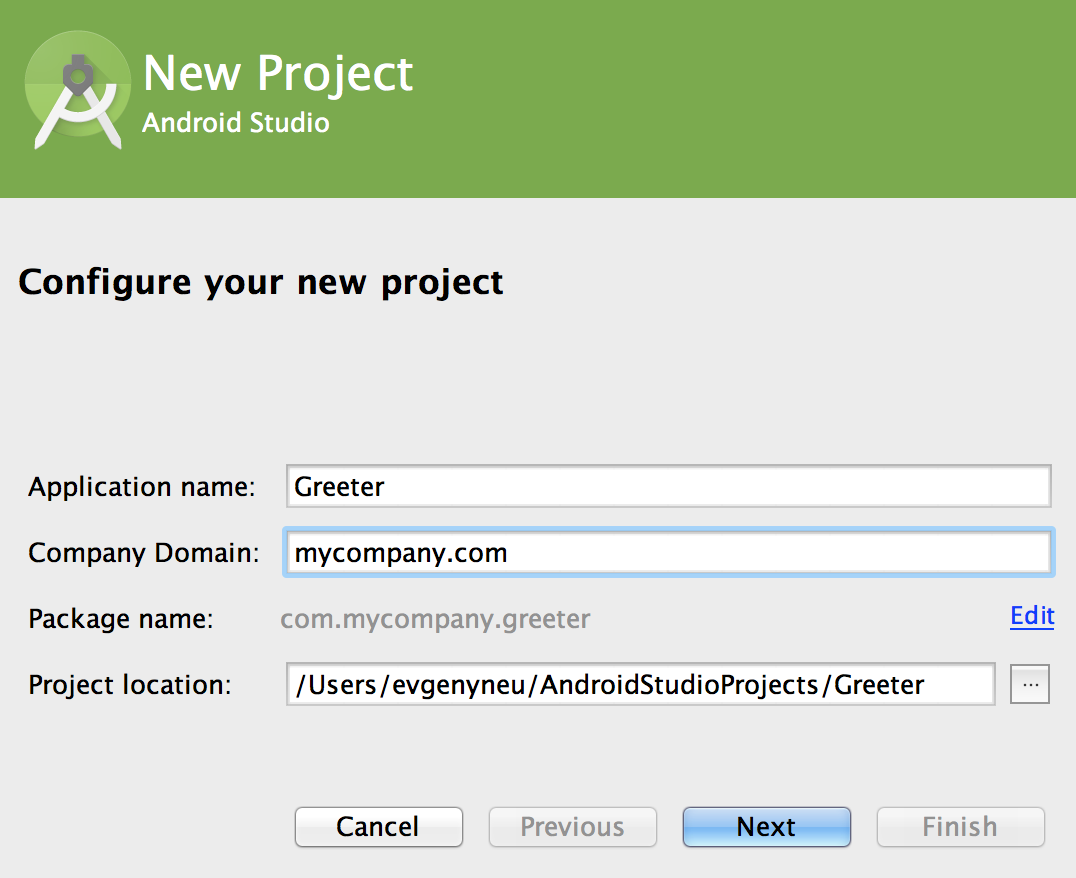 New Project
Android Studio
Configure your new project
Application name: Greeter
Company Domain: mycompany.com
Package name: com.mycompany.greeter Edit
Project location: /Users/evgenyneu/AndroidStudioProjects/Greeter ...
Cancel Previous Next Finish